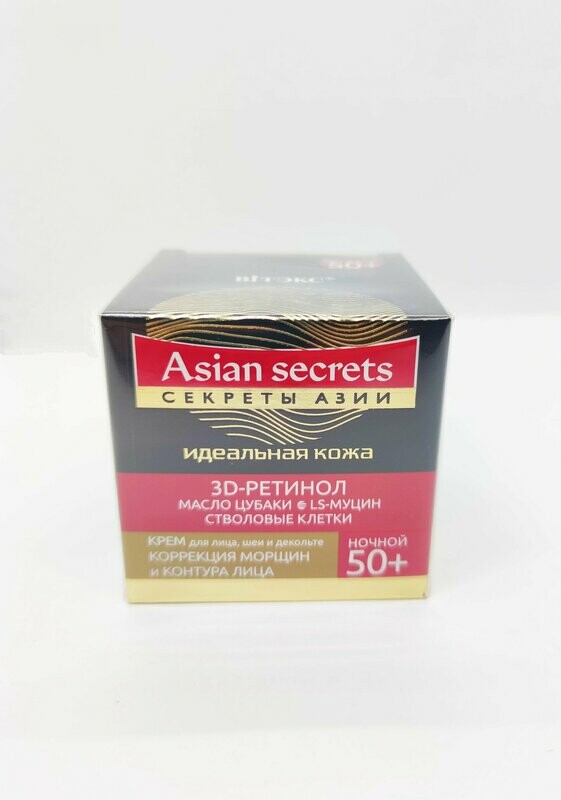 50+
ВІТЭКС®
Asian secrets
СЕКРЕТЫ АЗИИ
идеальная кожа
3D-РЕТИНОЛ
МАСЛО ЦУБАКИ LS-МУЦИН
СТВОЛОВЫЕ КЛЕТКИ
КРЕМ для лица, шеи и декольте
КОРРЕКЦИЯ МОРЩИН
и КОНТУРА ЛИЦА
НОЧНОЙ
50+